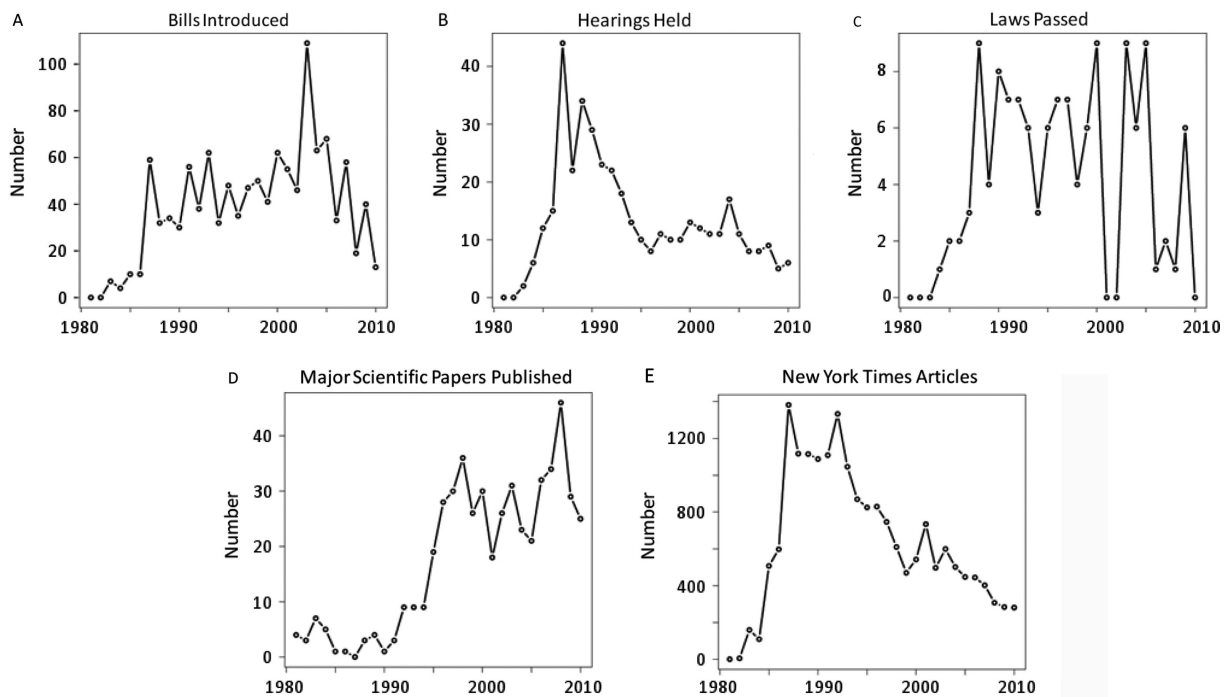 A Bills Introduced
Number
100
80
60
40
20
0
1980 1990 2000 2010
B Hearings Held
Number
40
30
20
10
0
1980 1990 2000 2010
C Laws Passed
Number
8
6
4
2
0
1980 1990 2000 2010
D Major Scientific Papers Published
Number
40
30
20
10
0
1980 1990 2000 2010
E New York Times Articles
Number
1200
800
400
0
1980 1990 2000 2010